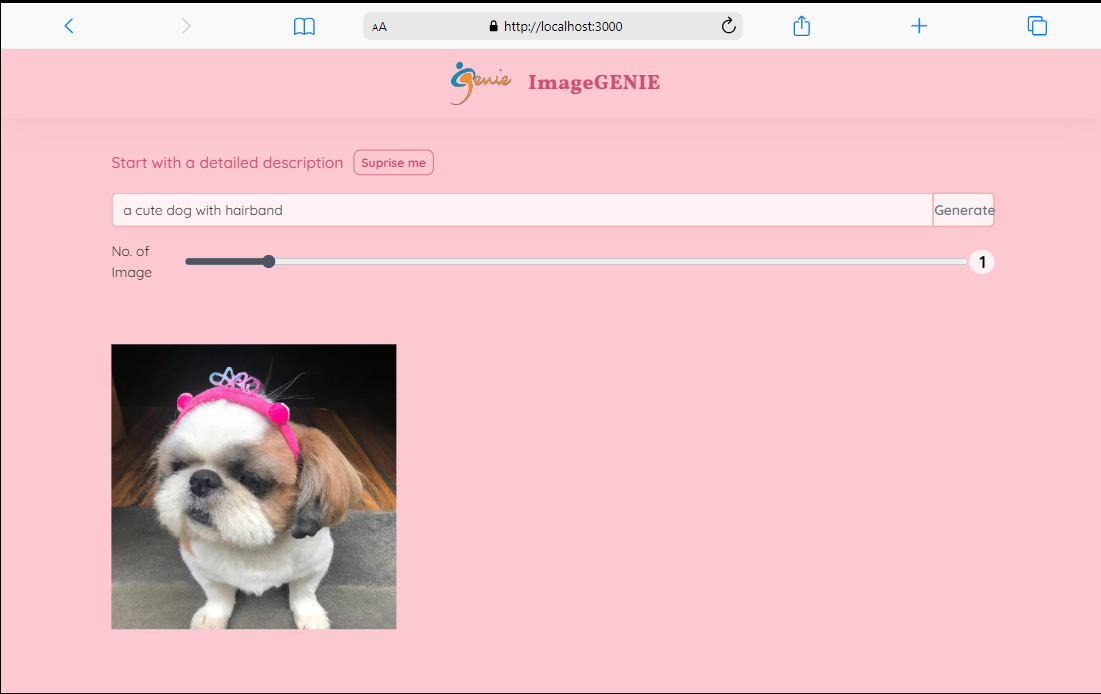 AA http://localhost:3000
genie ImageGENIE
Start with a detailed description Suprise me
a cute dog with hairband Generate
No. of
Image
1